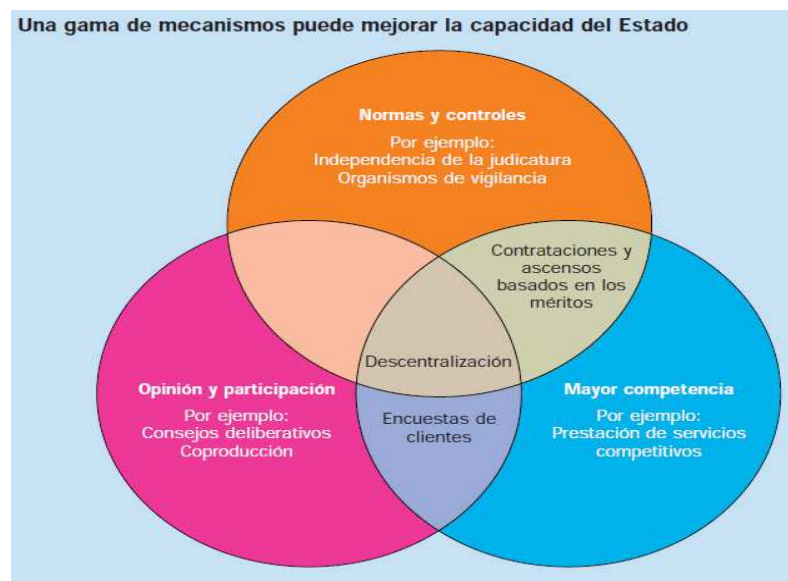 Una gama de mecanismos puede mejorar la capacidad del Estado
Normas y controles
Por ejemplo:
Independencia de la judicatura
Organismos de vigilancia
Contrataciones y
ascensos
basados en los
méritos
Descentralización
Opinión y participación
Por ejemplo:
Consejos deliberativos
Coproducción
Encuestas de
clientes
Mayor competencia
Por ejemplo:
Prestación de servicios
competitivos